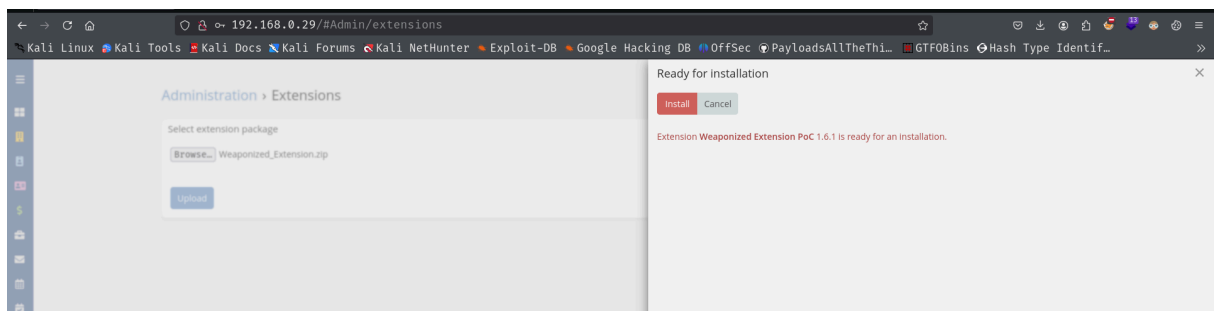 192.168.0.29/#Admin/extensions
13
Kali Linux Kali Tools Kali Docs Kali Forums Kali NetHunter Exploit-DB Google Hacking DB OffSec PayloadsAllTheThi… GTFOBins Hash Type Identif…
Administration › Extensions
Select extension package
Browse… Weaponized_Extension.zip
Upload
Ready for installation
Install Cancel
Extension Weaponized Extension PoC 1.6.1 is ready for an installation.